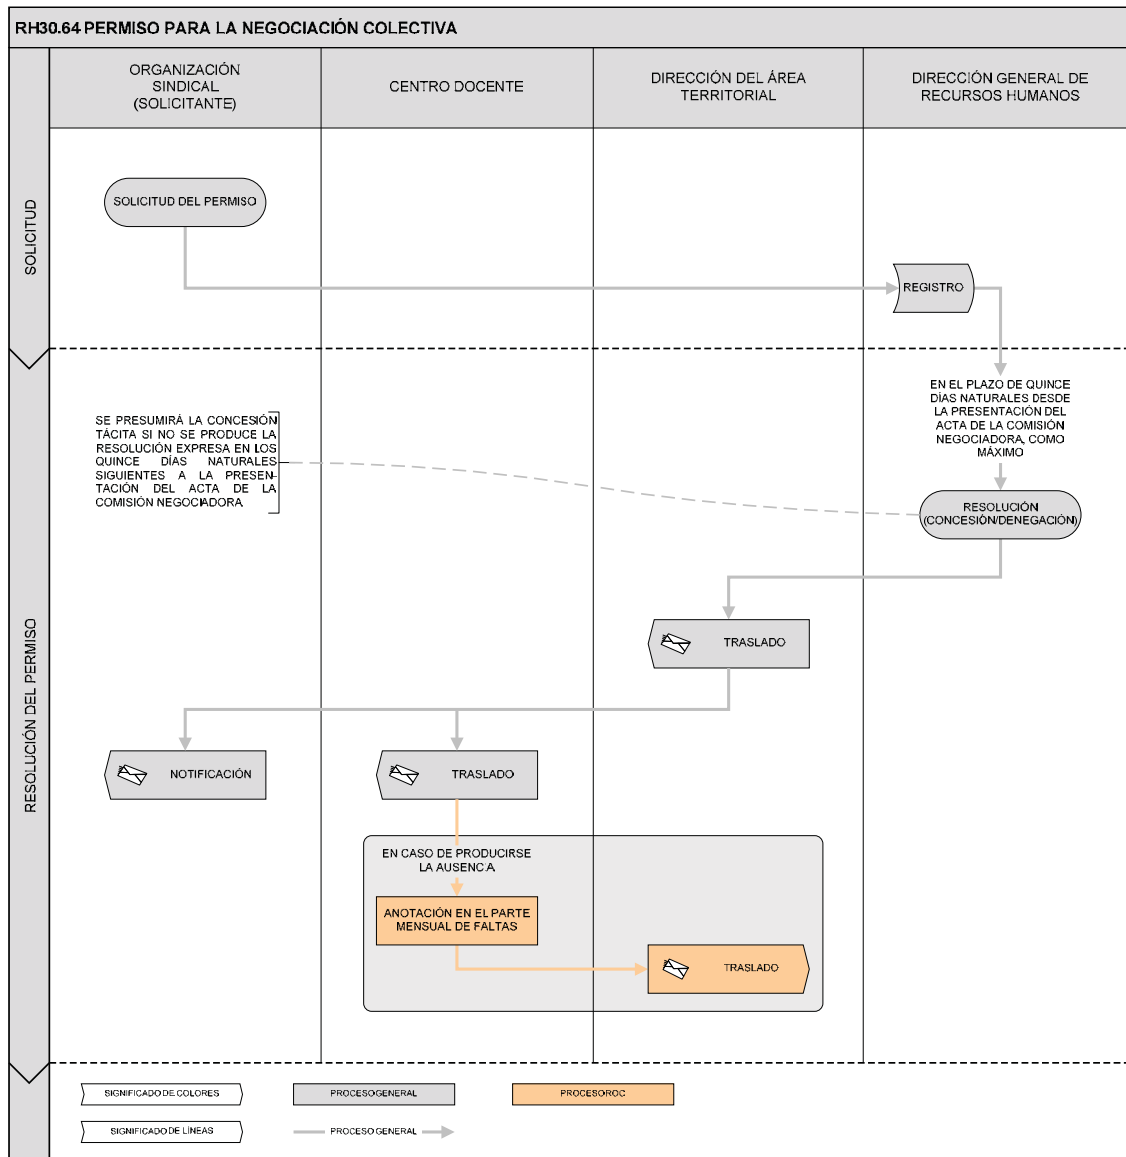 RH30.64 PERMISO PARA LA NEGOCIACIÓN COLECTIVA
ORGANIZACIÓN
SINDICAL
(SOLICITANTE)
CENTRO DOCENTE
DIRECCIÓN DEL ÁREA
TERRITORIAL
DIRECCIÓN GENERAL DE
RECURSOS HUMANOS
SOLICITUD
SOLICITUD DEL PERMISO
REGISTRO
RESOLUCIÓN DEL PERMISO
EN EL PLAZO DE QUINCE
DÍAS NATURALES DESDE
LA PRESENTACIÓN DEL
ACTA DE LA COMISIÓN
NEGOCIADORA, COMO
MÁXIMO
SE PRESUMIRÁ LA CONCESIÓN
TÁCITA SI NO SE PRODUCE LA
RESOLUCIÓN EXPRESA EN LOS
QUINCE DÍAS NATURALES
SIGUIENTES A LA PRESEN-
TACIÓN DEL ACTA DE LA
COMISIÓN NEGOCIADORA
RESOLUCIÓN
(CONCESIÓN/DENEGACIÓN)
TRASLADO
NOTIFICACIÓN
TRASLADO
EN CASO DE PRODUCIRSE
LA AUSENCIA
ANOTACIÓN EN EL PARTE
MENSUAL DE FALTAS
TRASLADO
SIGNIFICADO DE COLORES
PROCESO GENERAL
PROCESO ROC
SIGNIFICADO DE LÍNEAS
PROCESO GENERAL